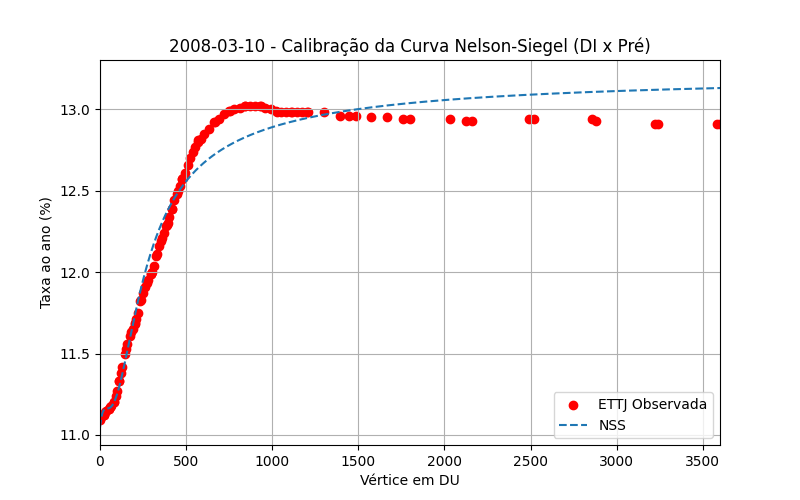 2008-03-10 - Calibração da Curva Nelson-Siegel (DI x Pré)
Taxa ao ano (%)
13.0
12.5
12.0
11.5
11.0
0 500 1000 1500 2000 2500 3000 3500
Vértice em DU
ETTJ Observada
NSS